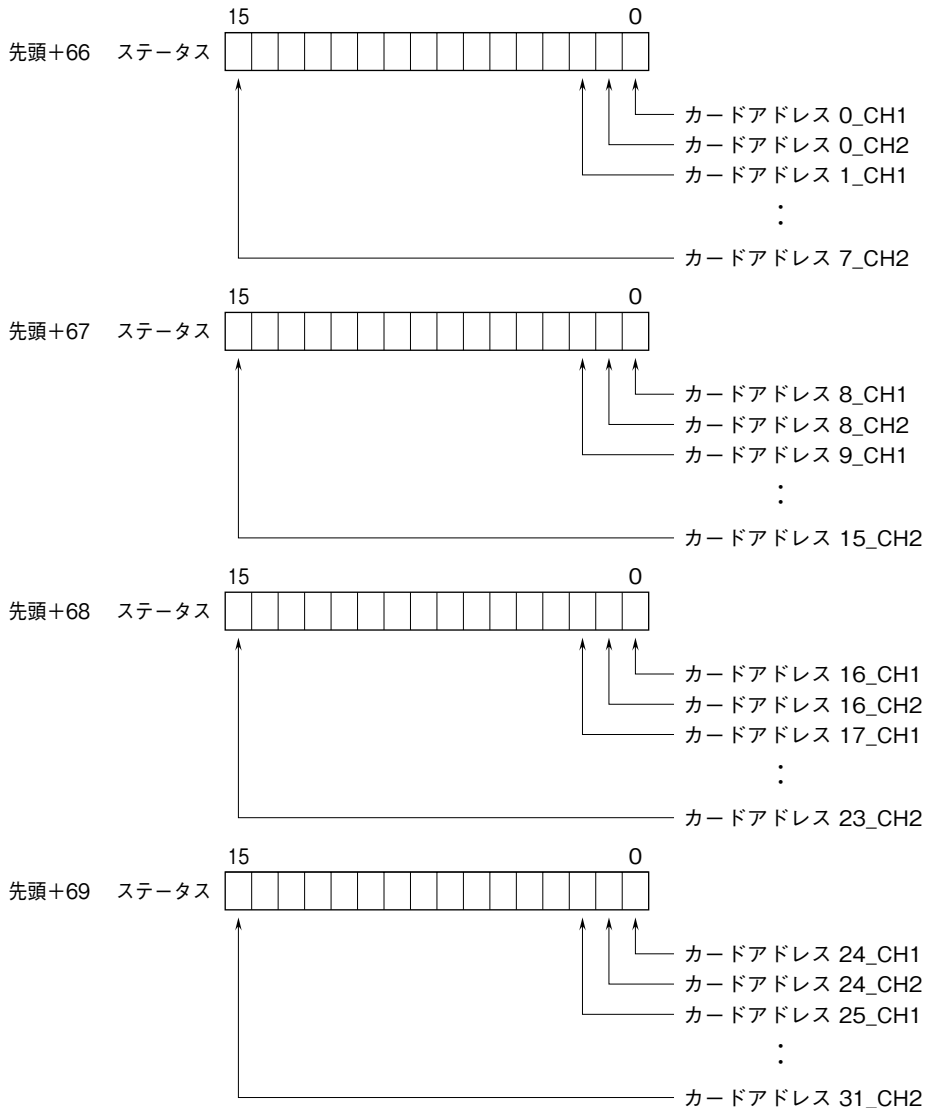 15 0
先頭+66 ステータス
カードアドレス 0_CH1
カードアドレス 0_CH2
カードアドレス 1_CH1
:
カードアドレス 7_CH2
15 0
先頭+67 ステータス
カードアドレス 8_CH1
カードアドレス 8_CH2
カードアドレス 9_CH1
:
カードアドレス 15_CH2
15 0
先頭+68 ステータス
カードアドレス 16_CH1
カードアドレス 16_CH2
カードアドレス 17_CH1
:
カードアドレス 23_CH2
15 0
先頭+69 ステータス
カードアドレス 24_CH1
カードアドレス 24_CH2
カードアドレス 25_CH1
:
カードアドレス 31_CH2